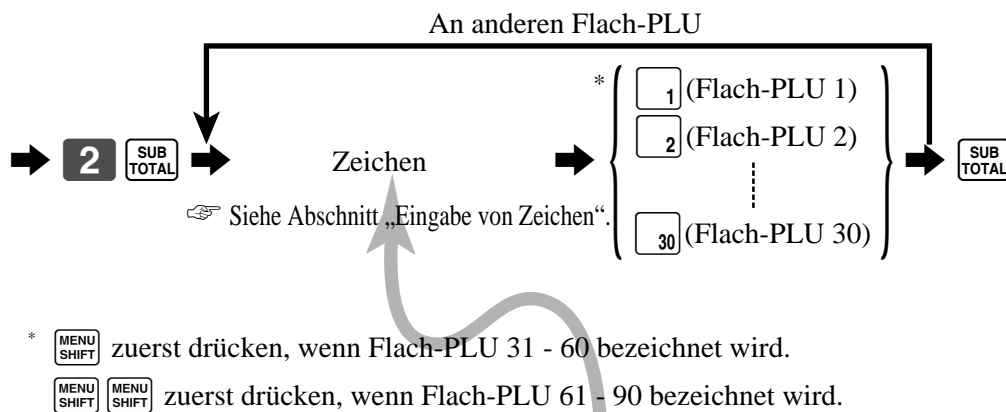 An anderen Flach-PLU
* 1 (Flach-PLU 1)
2 SUB TOTAL Zeichen 2 (Flach-PLU 2) SUB TOTAL
☞ Siehe Abschnitt „Eingabe von Zeichen“.
30 (Flach-PLU 30)
* MENU SHIFT zuerst drücken, wenn Flach-PLU 31 - 60 bezeichnet wird.
MENU SHIFT MENU SHIFT zuerst drücken, wenn Flach-PLU 61 - 90 bezeichnet wird.